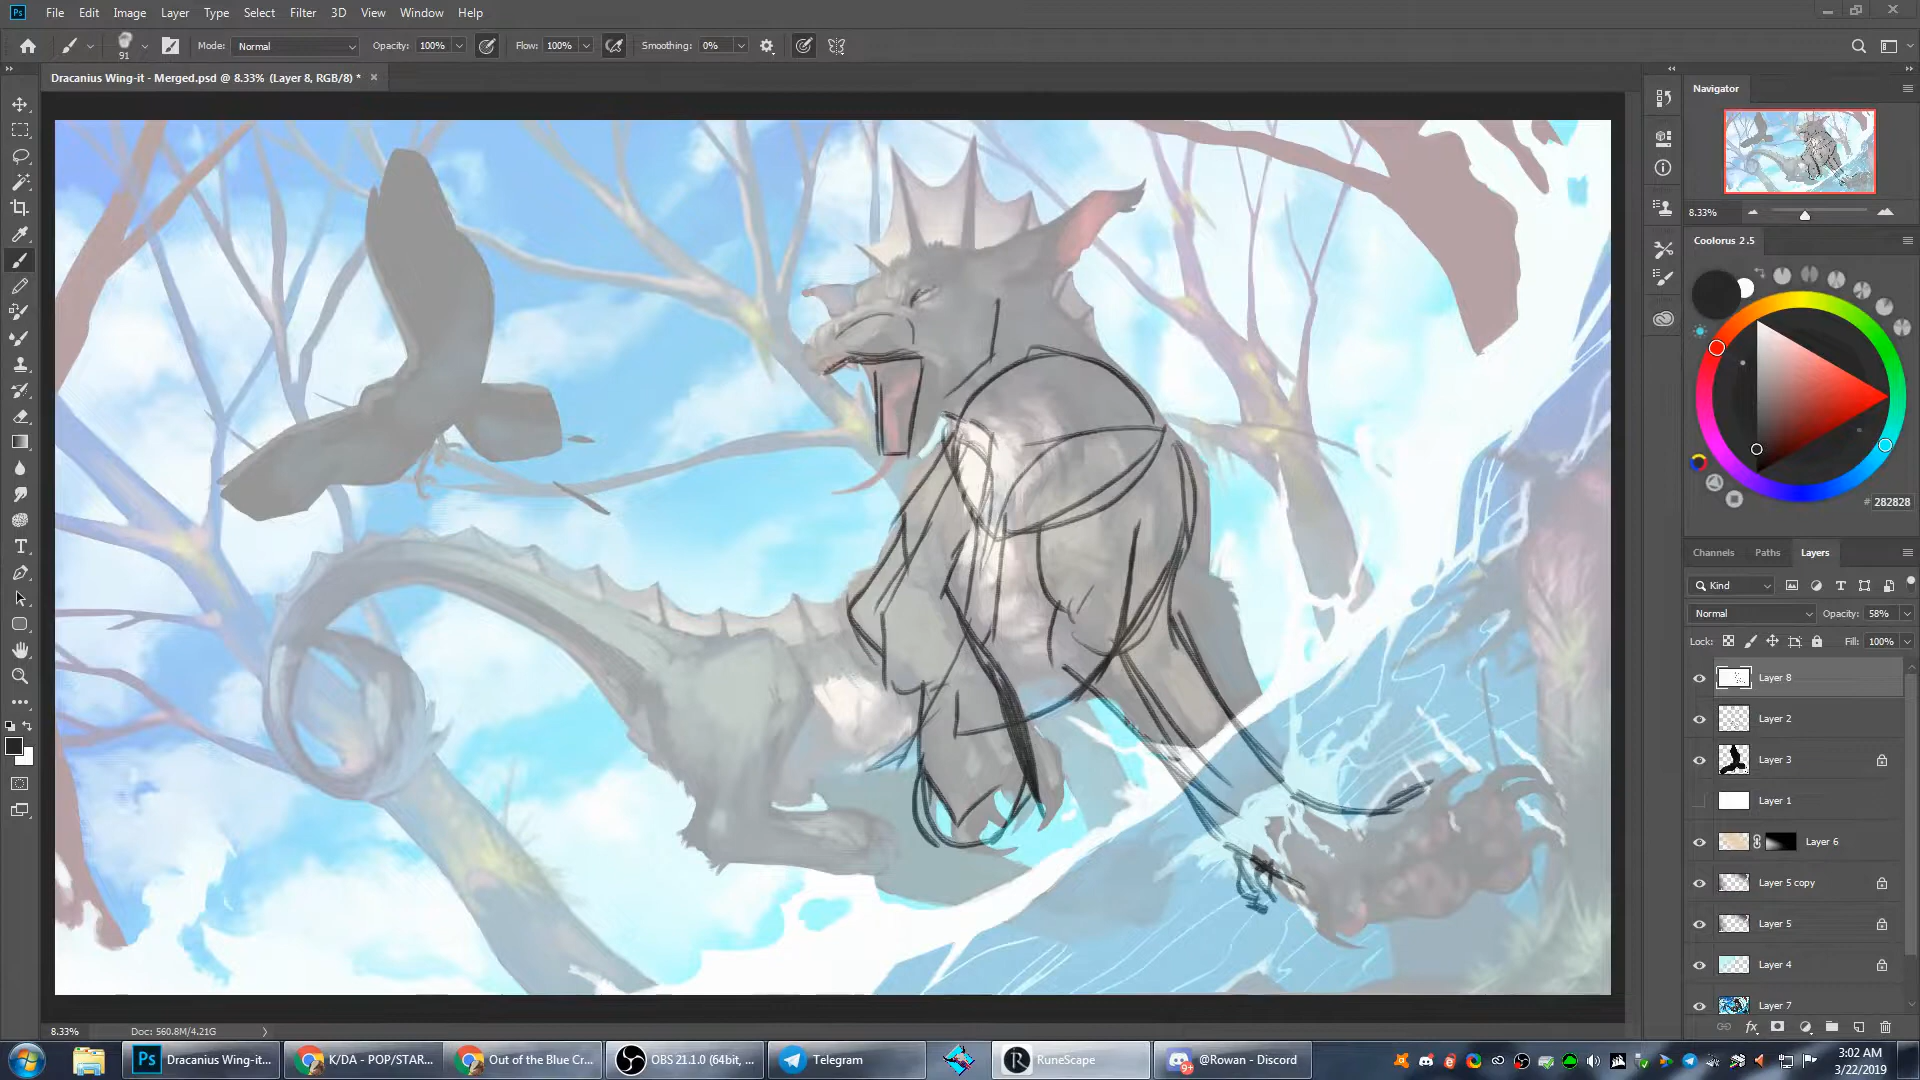 Ps File Edit Image Layer Type Select Filter 3D View Window Help
91 Mode: Normal Opacity: 100% Flow: 100% Smoothing: 0%
Dracanius Wing-it - Merged.psd @ 8.33% (Layer 8, RGB/8) * ×
Navigator
8.33%
Coolorus 2.5
# 282828
Channels Paths Layers
Kind
Normal Opacity: 58%
Lock: Fill: 100%
Layer 8
Layer 2
Layer 3
Layer 1
Layer 6
Layer 5 copy
Layer 5
Layer 4
Layer 7
8.33% Doc: 560.8M/4.21G
Ps Dracanius Wing-it... K/DA - POP/STAR... Out of the Blue Cr... OBS 21.1.0 (64bit, ... Telegram RuneScape 9+ @Rowan - Discord
3:02 AM
3/22/2019